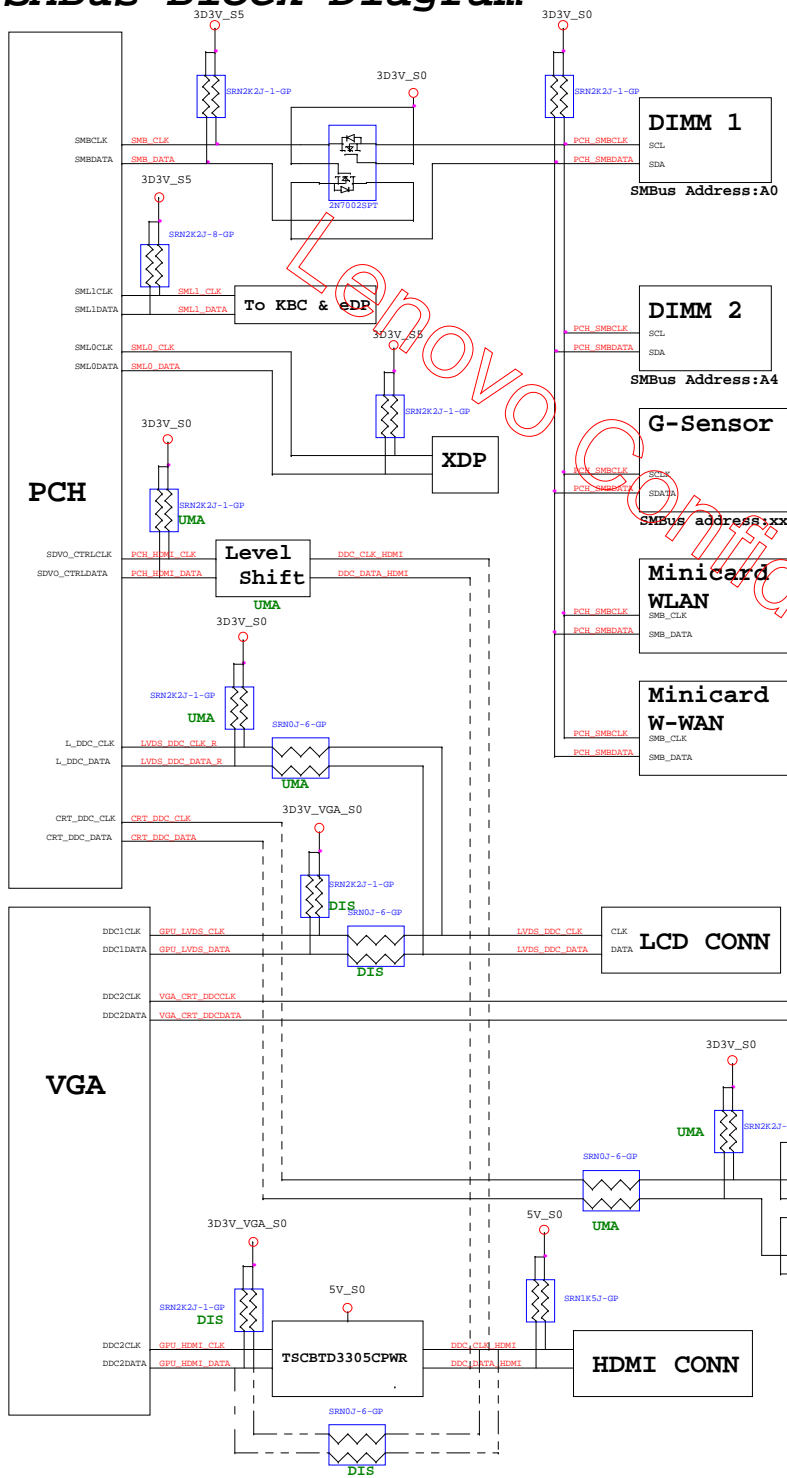 SMBus Block Diagram
3D3V_S5
3D3V_S0
SRN2K2J-1-GP
3D3V_S0
SRN2K2J-1-GP
DIMM 1
SMBCLK
SMB_CLK
PCH_SMBCLK
SCL
SMBDATA
SMB_DATA
PCH_SMBDATA
SDA
3D3V_S5
2N7002SPT
SMBus Address:A0
SRN2K2J-8-GP
SML1CLK
SML1_CLK
SML1DATA
SML1_DATA
To KBC & eDP
DIMM 2
PCH_SMBCLK
SCL
PCH_SMBDATA
SDA
SMBus Address:A4
3D3V_S5
SML0CLK
SML0_CLK
SML0DATA
SML0_DATA
SRN2K2J-1-GP
XDP
G-Sensor
PCH_SMBCLK
SCLK
PCH_SMBDATA
SDATA
SMBus address:xx
Lenovo Confid
3D3V_S0
PCH
SRN2K2J-1-GP
UMA
SDVO_CTRLCLK
PCH_HDMI_CLK
SDVO_CTRLDATA
PCH_HDMI_DATA
Level
Shift
UMA
DDC_CLK_HDMI
DDC_DATA_HDMI
Minicard
WLAN
PCH_SMBCLK
SMB_CLK
PCH_SMBDATA
SMB_DATA
3D3V_S0
SRN2K2J-1-GP
UMA
SRN0J-6-GP
L_DDC_CLK
LVDS_DDC_CLK_R
L_DDC_DATA
LVDS_DDC_DATA_R
UMA
Minicard
W-WAN
PCH_SMBCLK
SMB_CLK
PCH_SMBDATA
SMB_DATA
3D3V_VGA_S0
CRT_DDC_CLK
CRT_DDC_CLK
CRT_DDC_DATA
CRT_DDC_DATA
SRN2K2J-1-GP
DIS
SRN0J-6-GP
DDC1CLK
GPU_LVDS_CLK
DDC1DATA
GPU_LVDS_DATA
DIS
LVDS_DDC_CLK
LVDS_DDC_DATA
CLK
DATA
LCD CONN
DDC2CLK
VGA_CRT_DDCCLK
DDC2DATA
VGA_CRT_DDCDATA
VGA
3D3V_S0
UMA
SRN2K2J-
SRN0J-6-GP
UMA
3D3V_VGA_S0
5V_S0
5V_S0
SRN2K2J-1-GP
DIS
SRN1K5J-GP
DDC2CLK
GPU_HDMI_CLK
DDC2DATA
GPU_HDMI_DATA
TSCBTD3305CPWR
DDC_CLK_HDMI
DDC_DATA_HDMI
HDMI CONN
SRN0J-6-GP
DIS